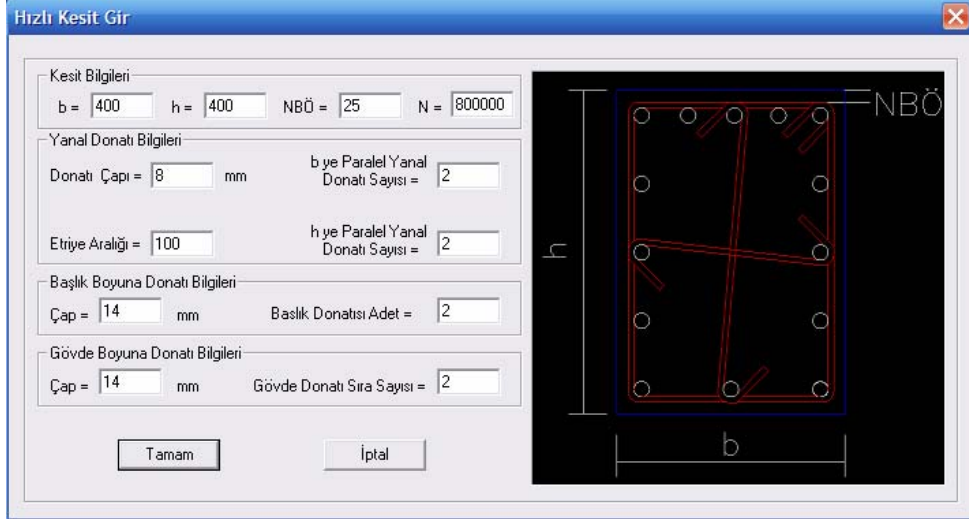 Hızlı Kesit Gir
Kesit Bilgileri
b = 400 h = 400 NBÖ = 25 N = 800000
Yanal Donatı Bilgileri
Donatı Çapı = 8 mm
b ye Paralel Yanal
Donatı Sayısı = 2
Etriye Aralığı = 100
h ye Paralel Yanal
Donatı Sayısı = 2
Başlık Boyuna Donatı Bilgileri
Çap = 14 mm Baslık Donatısı Adet = 2
Gövde Boyuna Donatı Bilgileri
Çap = 14 mm Gövde Donatı Sıra Sayısı = 2
Tamam İptal
NBÖ
h
b